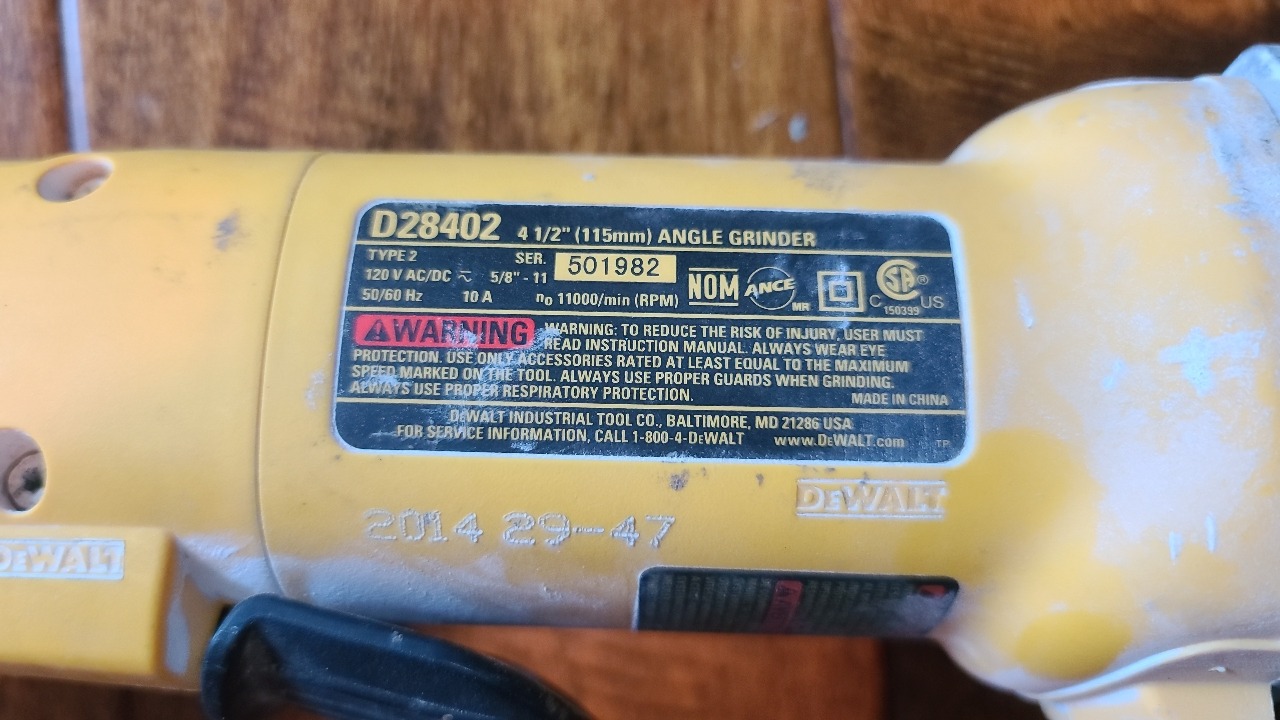 D28402 4 1/2" (115mm) ANGLE GRINDER
TYPE 2 SER. 501982
120 V AC/DC ⎓ 5/8" - 11
50/60 Hz 10 A n₀ 11000/min (RPM)
NOM ANCE MR
C SA ® US
150399
WARNING WARNING: TO REDUCE THE RISK OF INJURY, USER MUST
READ INSTRUCTION MANUAL. ALWAYS WEAR EYE
PROTECTION. USE ONLY ACCESSORIES RATED AT LEAST EQUAL TO THE MAXIMUM
SPEED MARKED ON THE TOOL. ALWAYS USE PROPER GUARDS WHEN GRINDING.
ALWAYS USE PROPER RESPIRATORY PROTECTION. MADE IN CHINA
DEWALT INDUSTRIAL TOOL CO., BALTIMORE, MD 21286 USA
FOR SERVICE INFORMATION, CALL 1-800-4-DEWALT www.DEWALT.com TP
DEWALT
2014 29-47
DEWALT